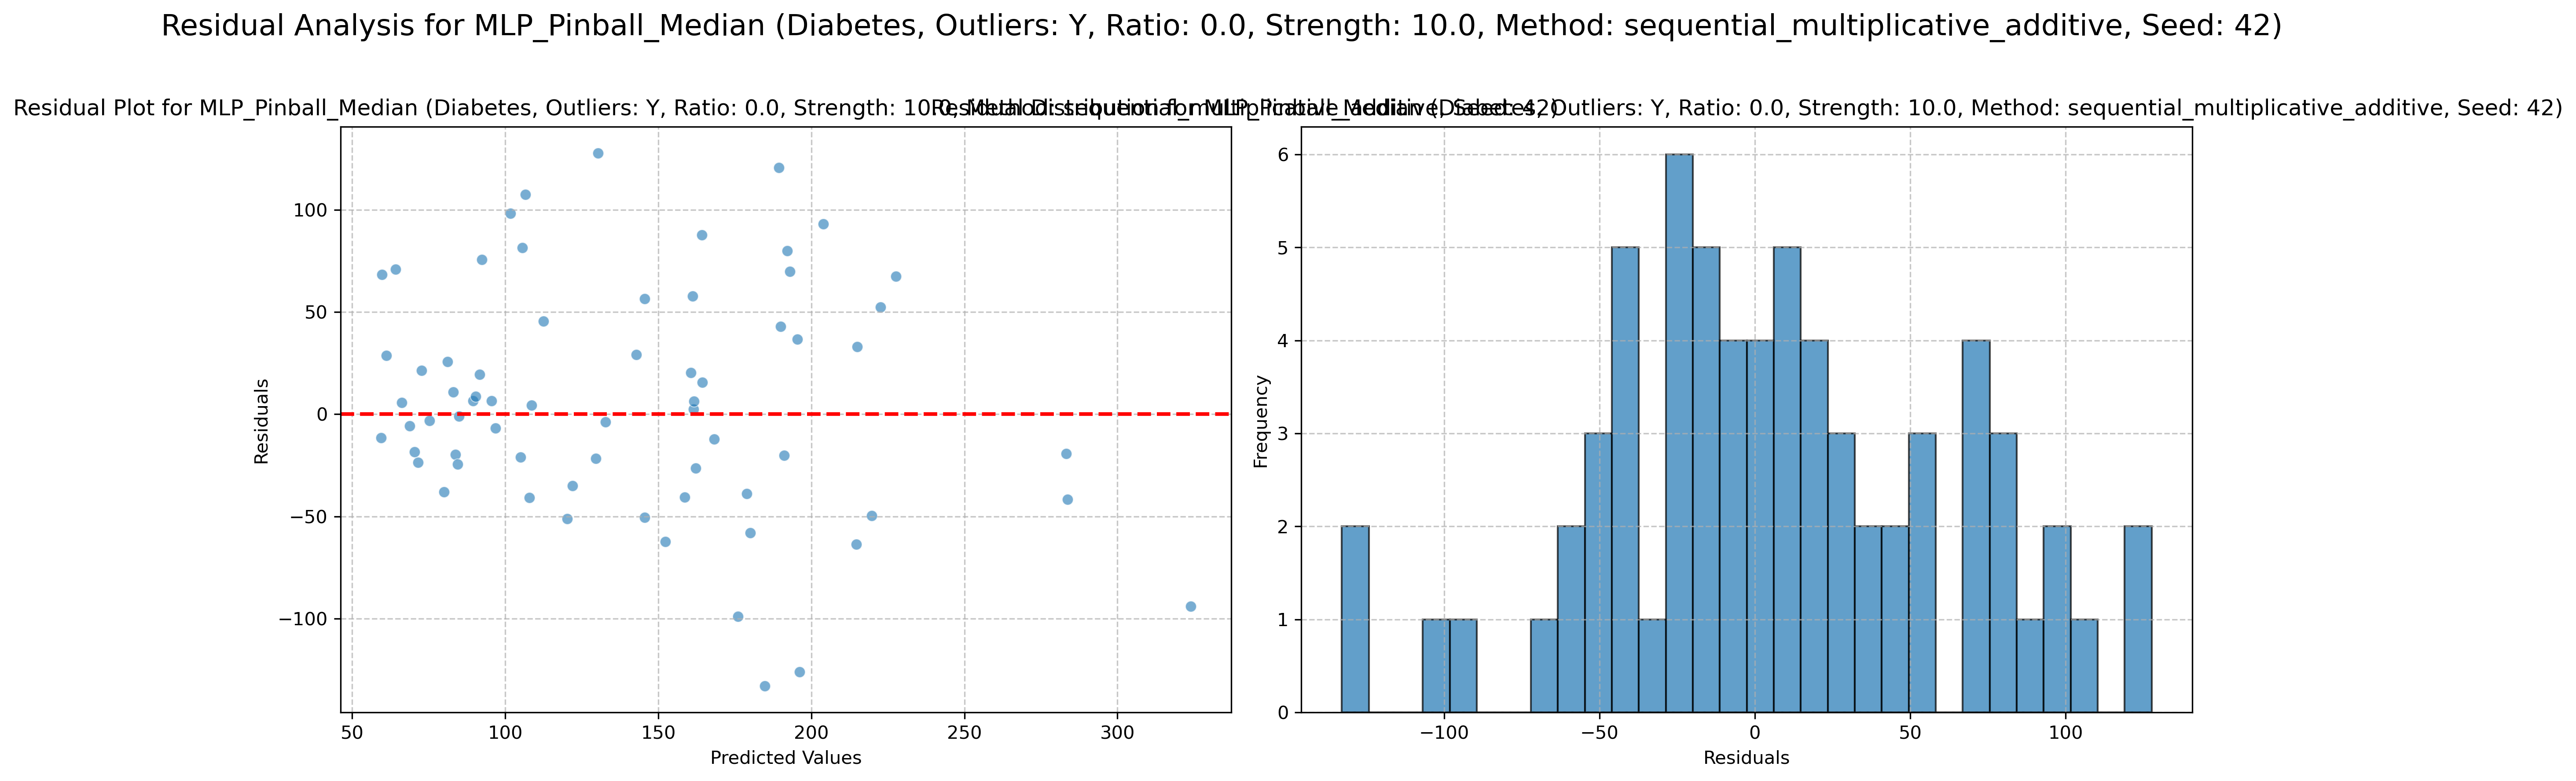 Residual Analysis for MLP_Pinball_Median (Diabetes, Outliers: Y, Ratio: 0.0, Strength: 10.0, Method: sequential_multiplicative_additive, Seed: 42)
Residual Plot for MLP_Pinball_Median (Diabetes, Outliers: Y, Ratio: 0.0, Strength: 10.0, Method: sequential_multiplicative_additive, Seed: 42)
Residual Distribution for MLP_Pinball_Median (Diabetes, Outliers: Y, Ratio: 0.0, Strength: 10.0, Method: sequential_multiplicative_additive, Seed: 42)
Residuals
100
50
0
−50
−100
50 100 150 200 250 300
Predicted Values
Frequency
6
5
4
3
2
1
0
−100 −50 0 50 100
Residuals